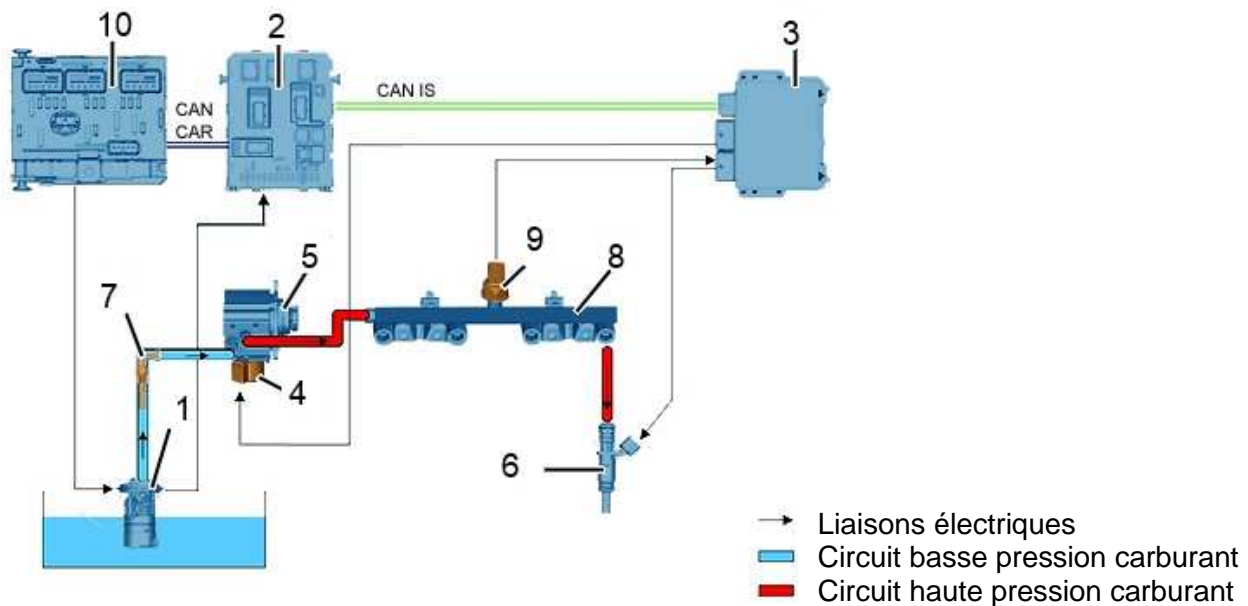 10
2
3
CAN IS
CAN
CAR
9
8
5
7
4
1
6
Liaisons électriques
Circuit basse pression carburant
Circuit haute pression carburant